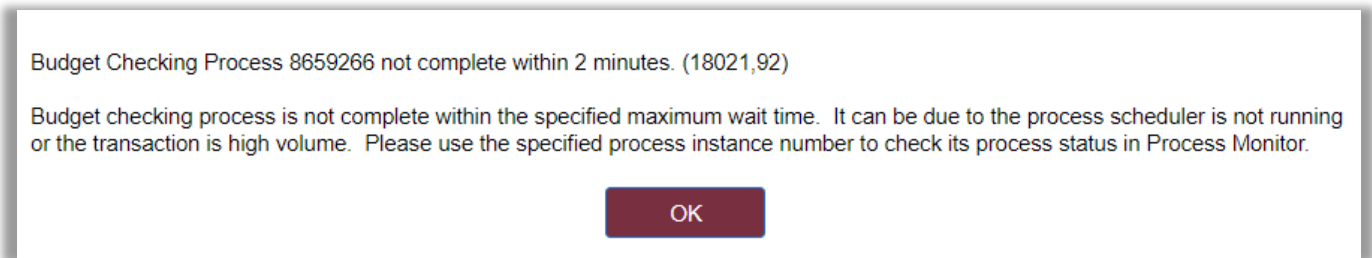 Budget Checking Process 8659266 not complete within 2 minutes. (18021,92)
Budget checking process is not complete within the specified maximum wait time.  It can be due to the process scheduler is not running
or the transaction is high volume.  Please use the specified process instance number to check its process status in Process Monitor.
OK